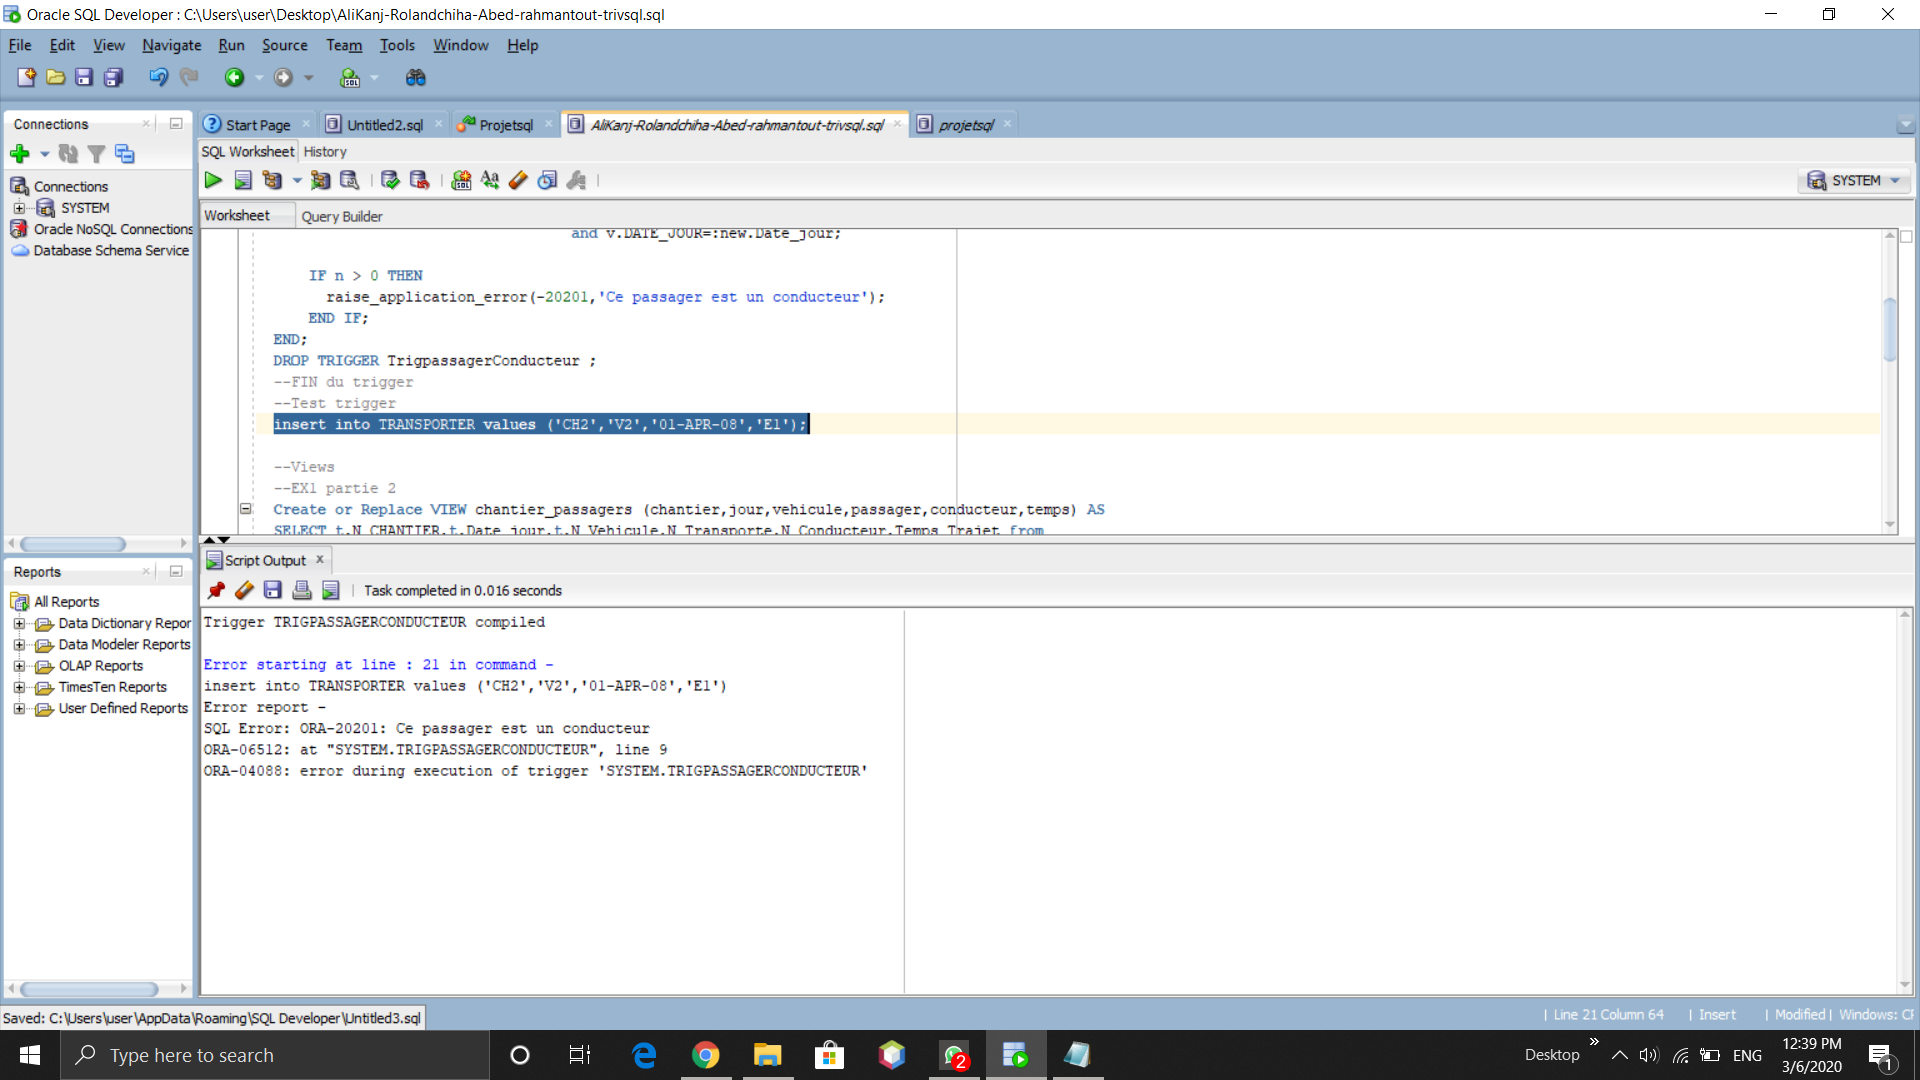 Oracle SQL Developer : C:\Users\user\Desktop\AliKanj-Rolandchiha-Abed-rahmantout-trivsql.sql
File Edit View Navigate Run Source Team Tools Window Help
Connections
Start Page
Untitled2.sql
Projetsql
AliKanj-Rolandchiha-Abed-rahmantout-trivsql.sql
projetsql
SQL Worksheet History
SYSTEM
Connections
SYSTEM
Oracle NoSQL Connections
Database Schema Service
Worksheet Query Builder
and v.DATE_JOUR=:new.Date_jour;
IF n > 0 THEN
raise_application_error(-20201,'Ce passager est un conducteur');
END IF;
END;
DROP TRIGGER TrigpassagerConducteur ;
--FIN du trigger
--Test trigger
insert into TRANSPORTER values ('CH2','V2','01-APR-08','E1');
--Views
--EX1 partie 2
Create or Replace VIEW chantier_passagers (chantier,jour,vehicule,passager,conducteur,temps) AS
SELECT t.N_CHANTIER,t.Date_jour,t.N_Vehicule,N_Transporte,N_Conducteur,Temps_Trajet from
Reports
All Reports
Data Dictionary Repor
Data Modeler Reports
OLAP Reports
TimesTen Reports
User Defined Reports
Script Output
Task completed in 0.016 seconds
Trigger TRIGPASSAGERCONDUCTEUR compiled
Error starting at line : 21 in command -
insert into TRANSPORTER values ('CH2','V2','01-APR-08','E1')
Error report -
SQL Error: ORA-20201: Ce passager est un conducteur
ORA-06512: at "SYSTEM.TRIGPASSAGERCONDUCTEUR", line 9
ORA-04088: error during execution of trigger 'SYSTEM.TRIGPASSAGERCONDUCTEUR'
Saved: C:\Users\user\AppData\Roaming\SQL Developer\Untitled3.sql
| Line 21 Column 64 | Insert | Modified | Windows: CF
Type here to search
2
Desktop
ENG
12:39 PM
3/6/2020
1